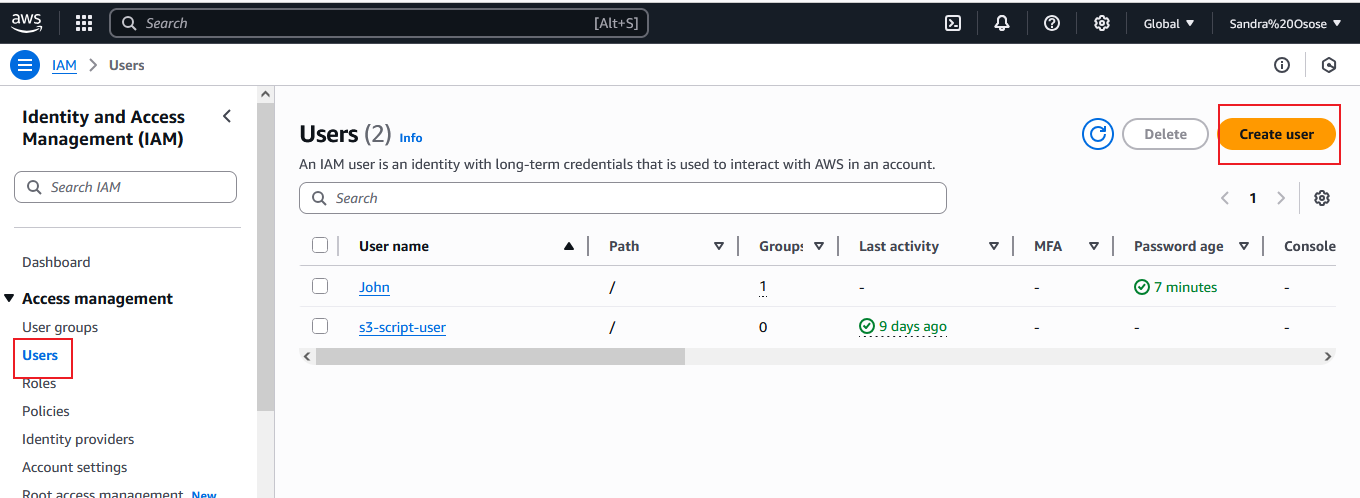 aws Search [Alt+S] Global Sandra%20Osose
IAM Users
Identity and Access
Management (IAM)
Search IAM
Dashboard
Access management
User groups
Users
Roles
Policies
Identity providers
Account settings
Root access management New
Users (2) Info
Delete
Create user
An IAM user is an identity with long-term credentials that is used to interact with AWS in an account.
Search
1
User name Path Groups Last activity MFA Password age Console
John / 1 - - 7 minutes -
s3-script-user / 0 9 days ago - - -